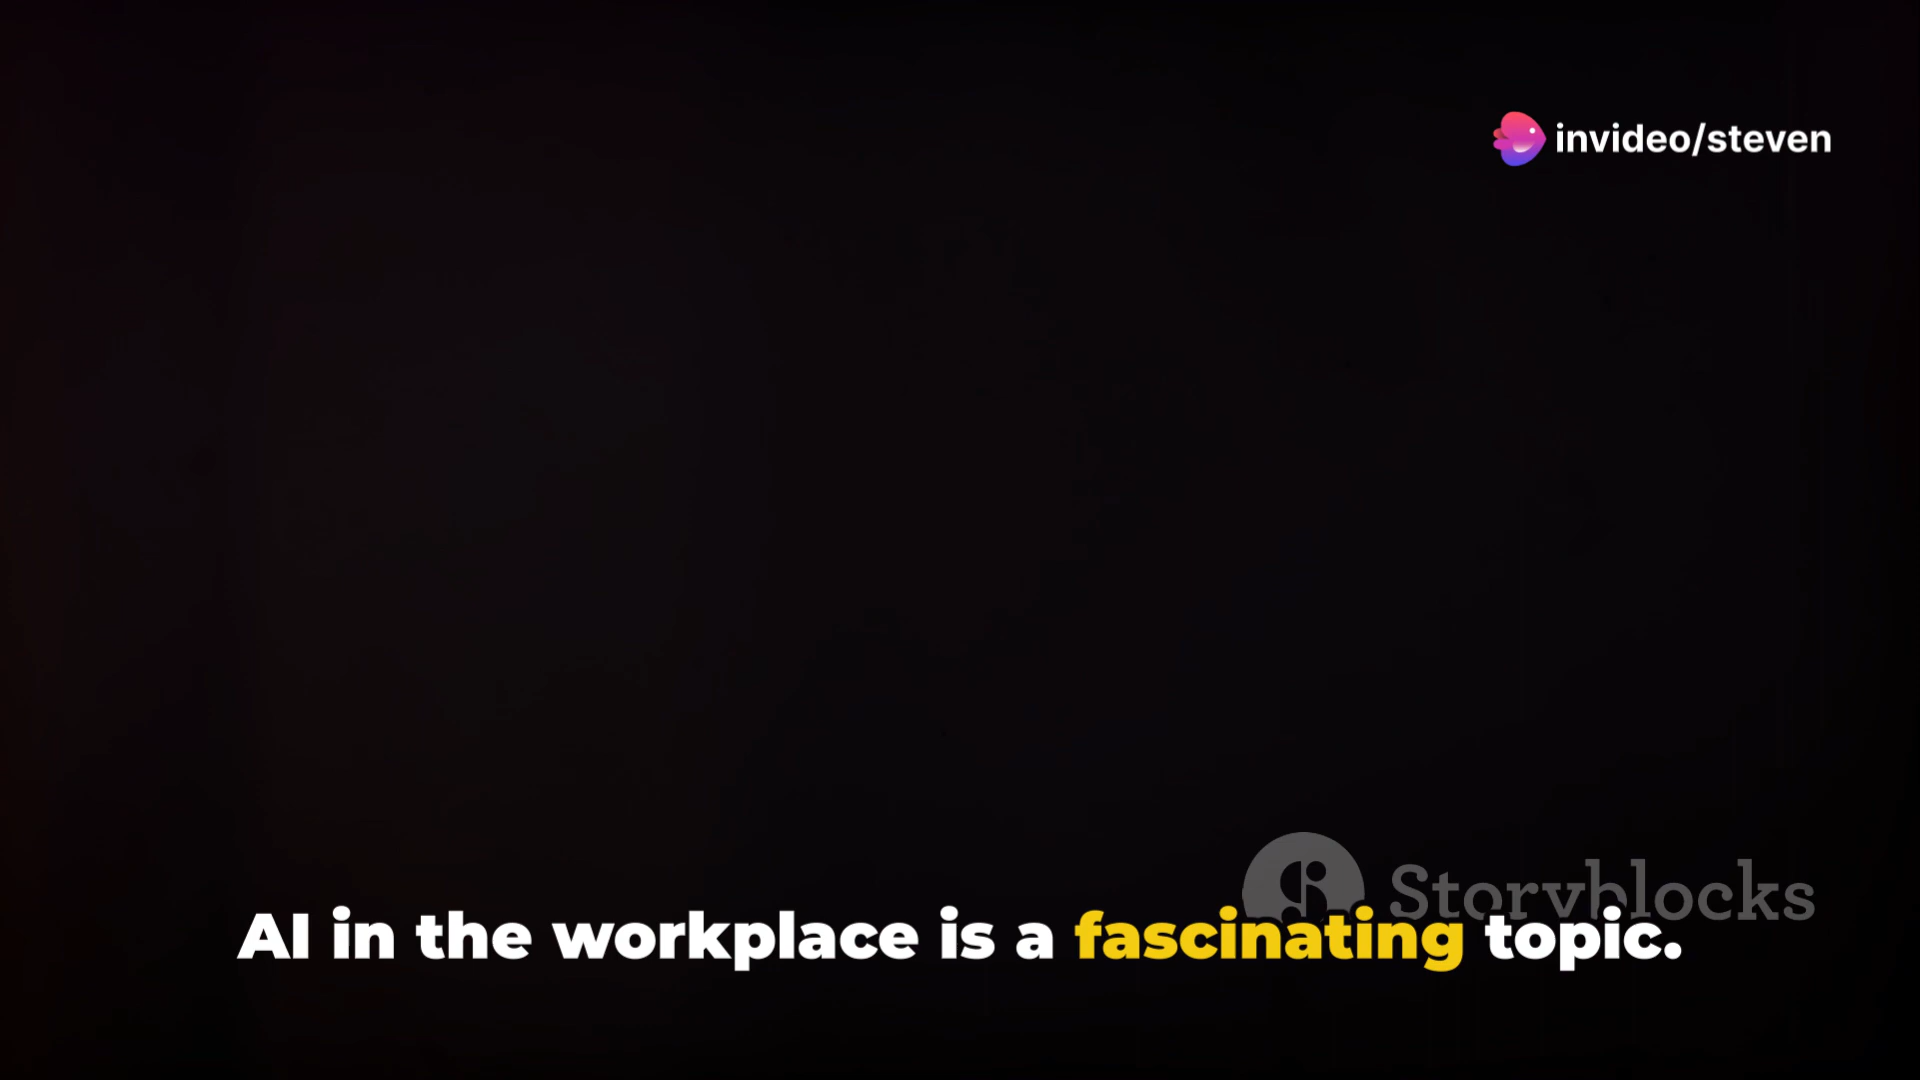 invideo/steven
Storyblocks
AI in the workplace is a fascinating topic.